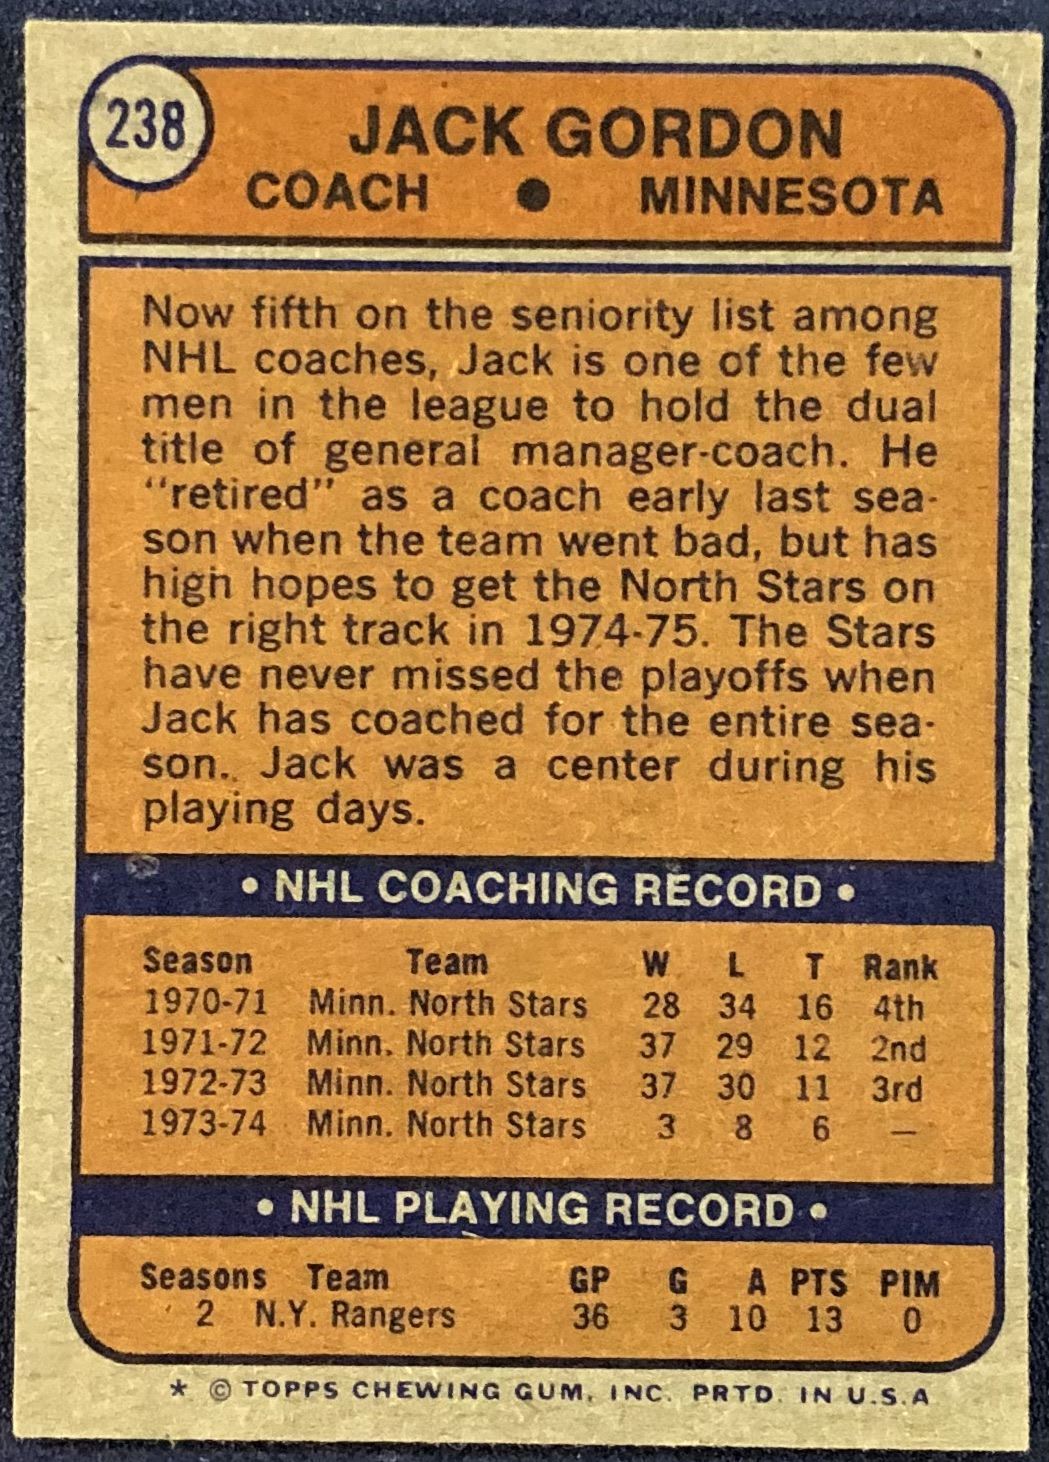 238
JACK GORDON
COACH ● MINNESOTA
Now fifth on the seniority list among
NHL coaches, Jack is one of the few
men in the league to hold the dual
title of general manager-coach. He
"retired" as a coach early last sea-
son when the team went bad, but has
high hopes to get the North Stars on
the right track in 1974-75. The Stars
have never missed the playoffs when
Jack has coached for the entire sea-
son. Jack was a center during his
playing days.
• NHL COACHING RECORD •
Season Team W L T Rank
1970-71 Minn. North Stars 28 34 16 4th
1971-72 Minn. North Stars 37 29 12 2nd
1972-73 Minn. North Stars 37 30 11 3rd
1973-74 Minn. North Stars 3 8 6 —
• NHL PLAYING RECORD •
Seasons Team GP G A PTS PIM
2 N.Y. Rangers 36 3 10 13 0
* © TOPPS CHEWING GUM, INC. PRTD. IN U.S.A